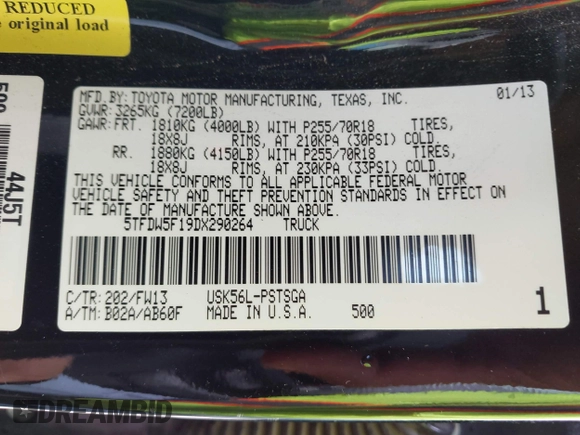 REDUCED
e original load
44J5T
MFD.BY:TOYOTA MOTOR MANUFACTURING, TEXAS, INC. 01/13
GVWR:3265KG (7200LB)
GAWR:FRT. 1810KG (4000LB) WITH P255/70R18 TIRES,
18X8J RIMS, AT 210KPA (30PSI) COLD.
RR. 1880KG (4150LB) WITH P255/70R18 TIRES,
18X8J RIMS, AT 230KPA (33PSI) COLD.
THIS VEHICLE CONFORMS TO ALL APPLICABLE FEDERAL MOTOR
VEHICLE SAFETY AND THEFT PREVENTION STANDARDS IN EFFECT ON
THE DATE OF MANUFACTURE SHOWN ABOVE.
5TFDW5F19DX290264 TRUCK
C/TR: 202/FW13 USK56L-PSTSGA
A/TM: B02A/AB60F MADE IN U.S.A. 500 1
DREAMBID